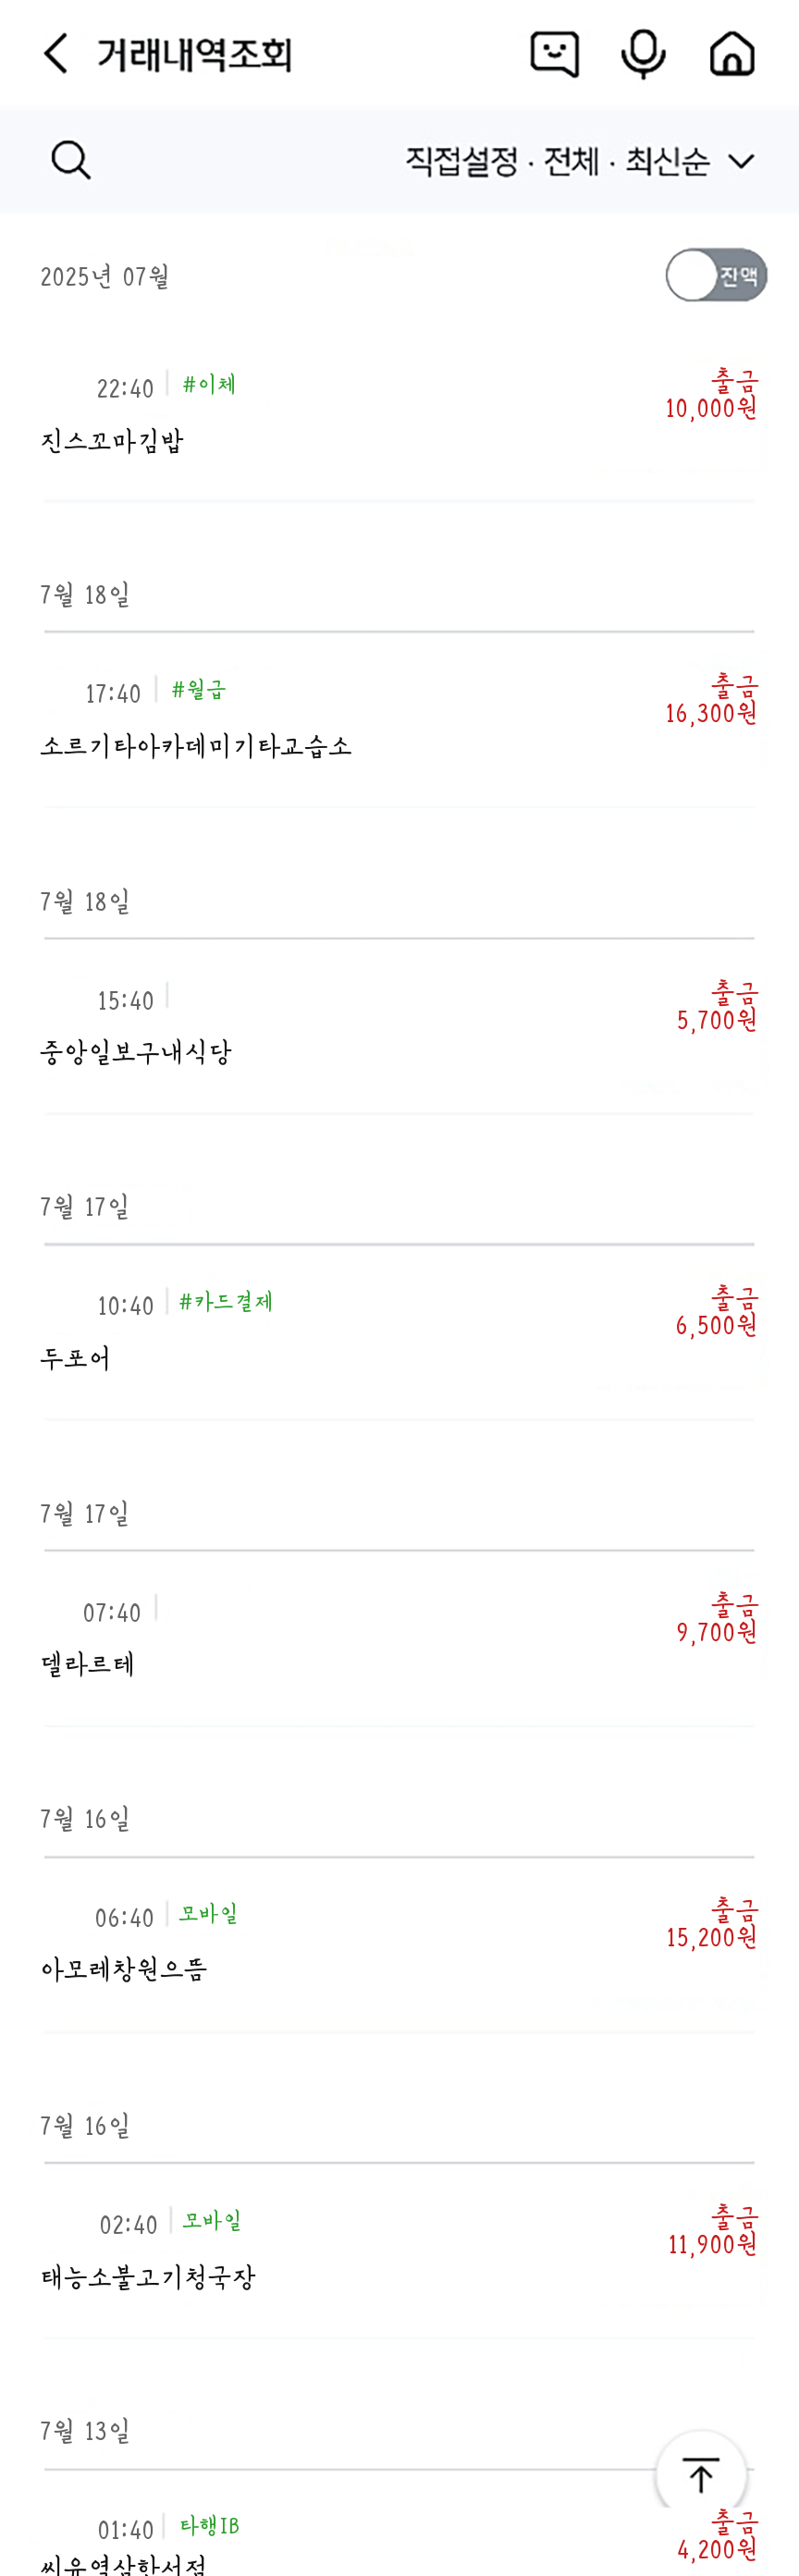 거래내역조회
직접설정 · 전체 · 최신순
2025년 07월
잔액
22:40 #이체
출금
10,000원
진스꼬마김밥
7월 18일
17:40 #월급
출금
16,300원
소르기타아카데미기타교습소
7월 18일
15:40
출금
5,700원
중앙일보구내식당
7월 17일
10:40 #카드결제
출금
6,500원
두포어
7월 17일
07:40
출금
9,700원
델라르테
7월 16일
06:40 모바일
출금
15,200원
아모레창원으뜸
7월 16일
02:40 모바일
출금
11,900원
태능소불고기청국장
7월 13일
01:40 타행IB
출금
4,200원
씨유역삼한서점